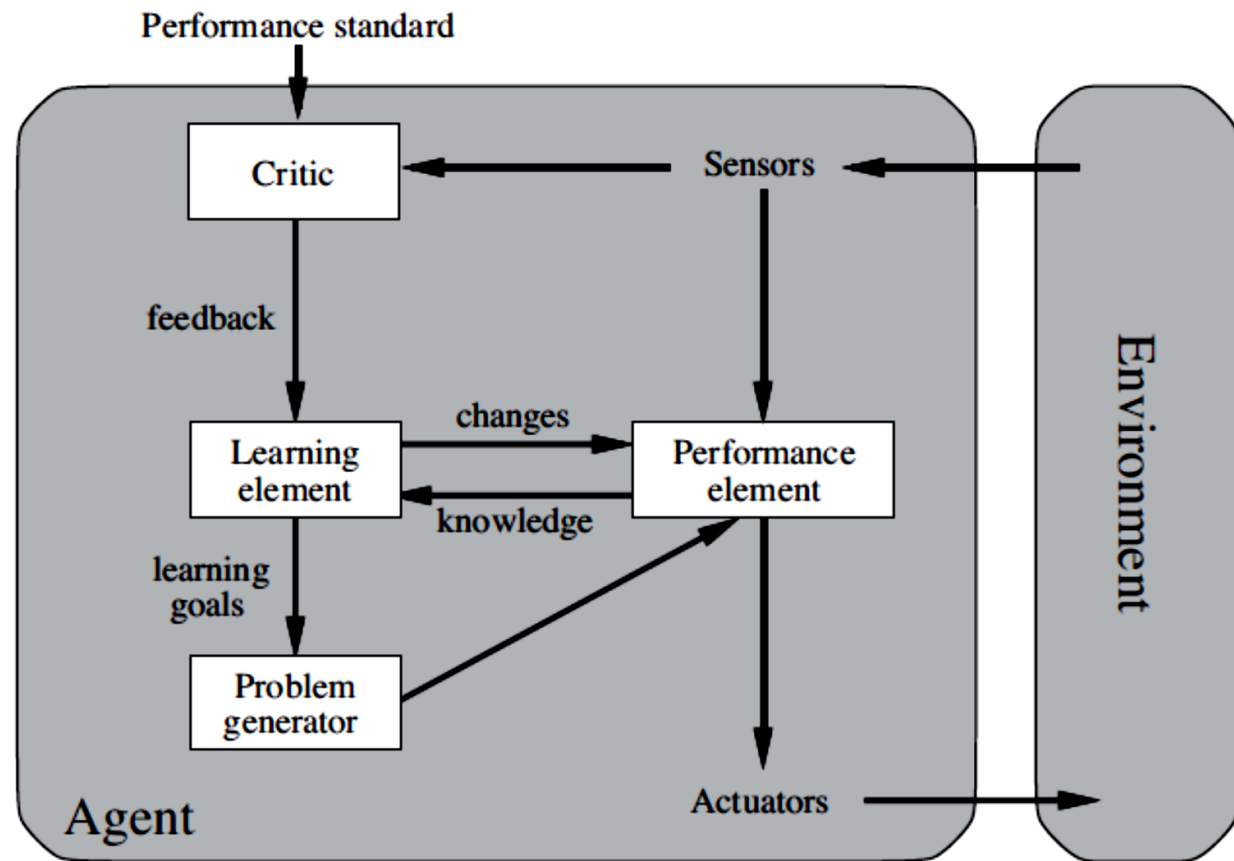 Performance standard
Critic
Sensors
feedback
changes
Learning
element
Performance
element
knowledge
learning
goals
Problem
generator
Agent
Actuators
Environment